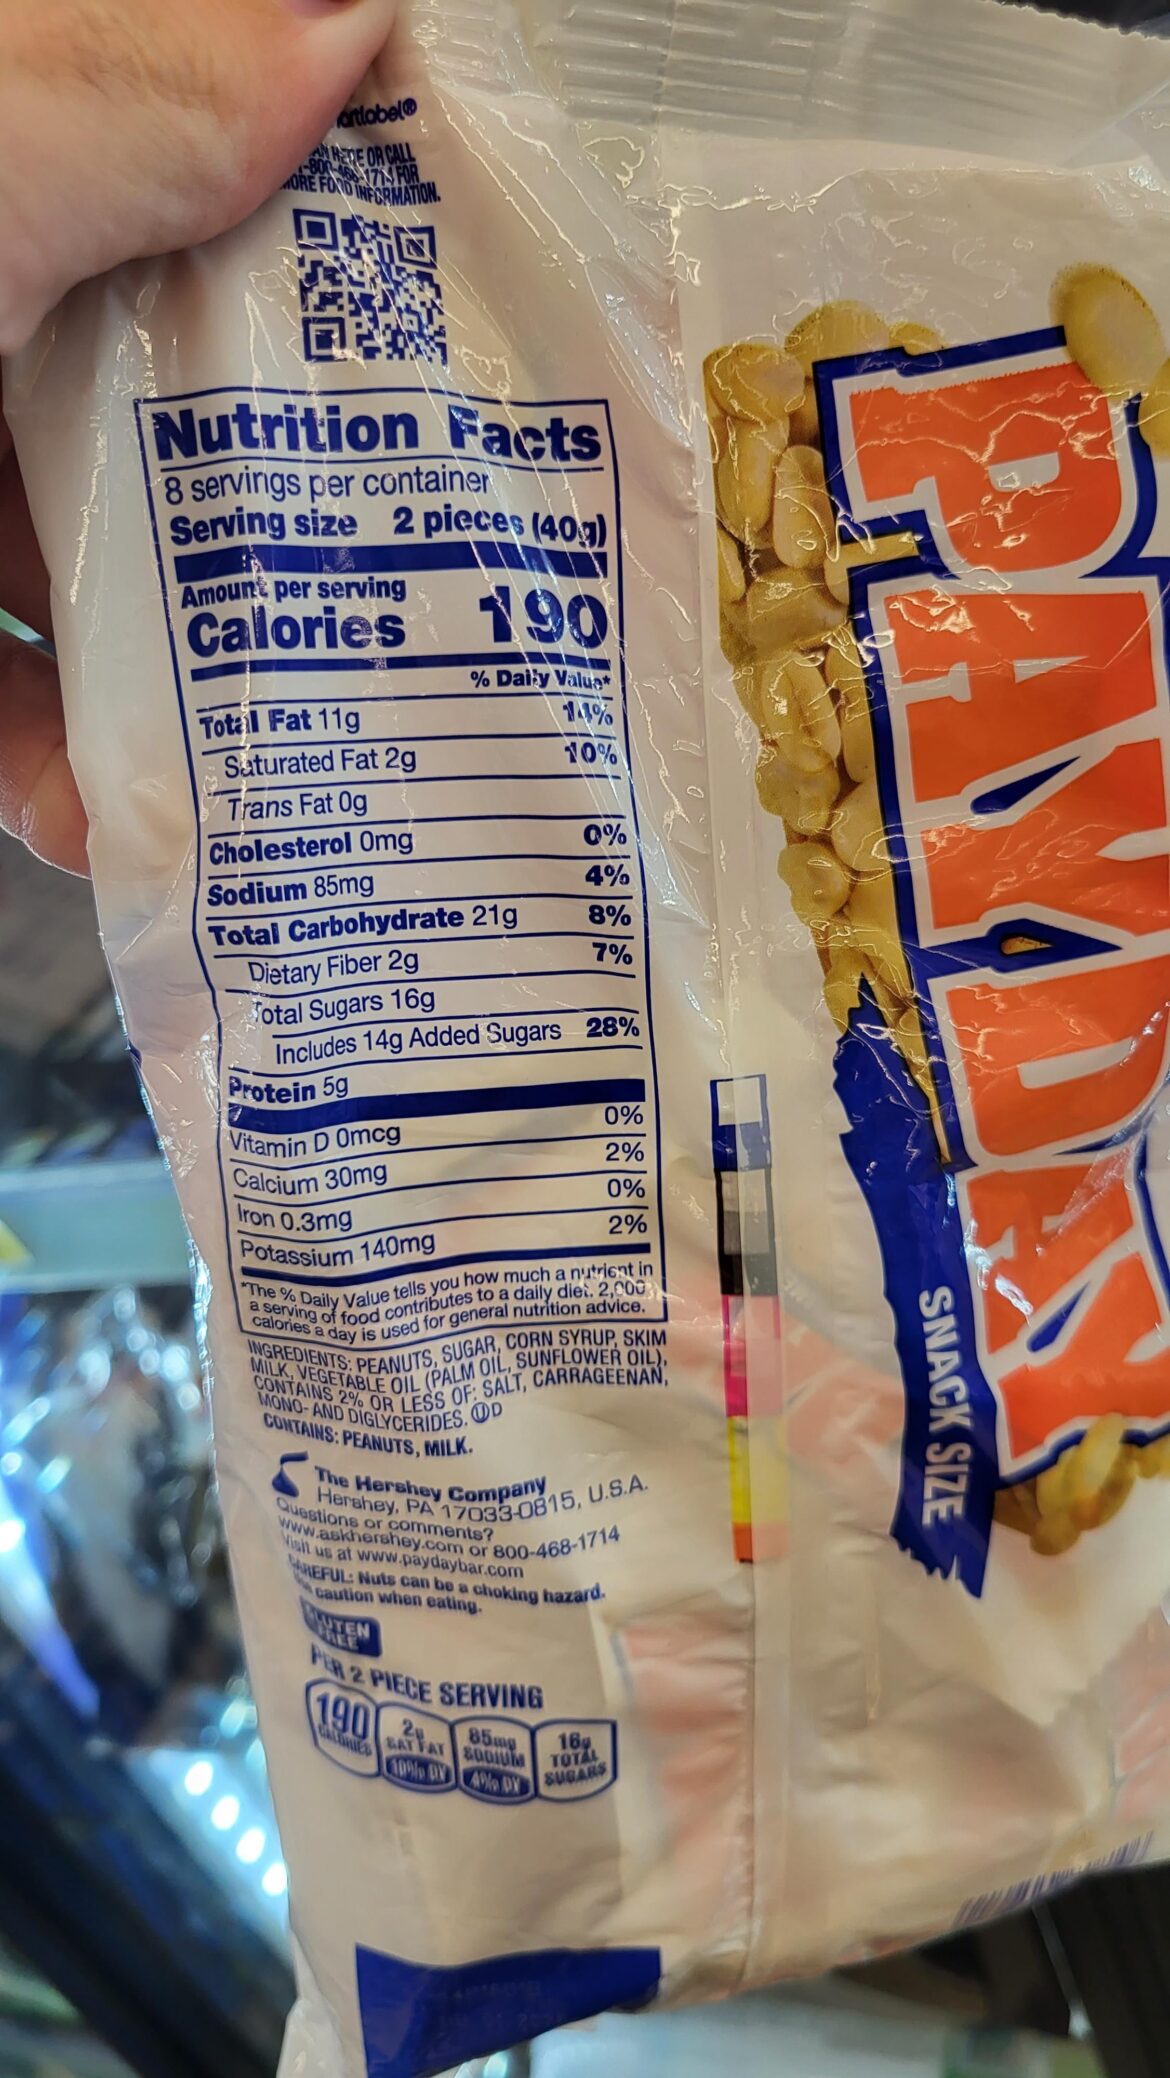 artlabel®
HERE OR CALL
-800-468-1714 FOR
MORE FOOD INFORMATION.
Nutrition Facts
8 servings per container
Serving size 2 pieces (40g)
Amount per serving
Calories 190
% Daily Value*
Total Fat 11g 14%
Saturated Fat 2g 10%
Trans Fat 0g
Cholesterol 0mg 0%
Sodium 85mg 4%
Total Carbohydrate 21g 8%
Dietary Fiber 2g 7%
Total Sugars 16g
Includes 14g Added Sugars 28%
Protein 5g
Vitamin D 0mcg 0%
Calcium 30mg 2%
Iron 0.3mg 0%
Potassium 140mg 2%
*The % Daily Value tells you how much a nutrient in
a serving of food contributes to a daily diet. 2,000
calories a day is used for general nutrition advice.
INGREDIENTS: PEANUTS, SUGAR, CORN SYRUP, SKIM
MILK, VEGETABLE OIL (PALM OIL, SUNFLOWER OIL),
CONTAINS 2% OR LESS OF: SALT, CARRAGEENAN,
MONO- AND DIGLYCERIDES. ⓊD
CONTAINS: PEANUTS, MILK.
The Hershey Company
Hershey, PA 17033-0815, U.S.A.
Questions or comments?
www.askhershey.com or 800-468-1714
Visit us at www.paydaybar.com
CAREFUL: Nuts can be a choking hazard.
caution when eating.
GLUTEN
FREE
PER 2 PIECE SERVING
190 CALORIES
2g SAT FAT 10% DV
85mg SODIUM 4% DV
16g TOTAL SUGARS
PAYDAY
SNACK SIZE